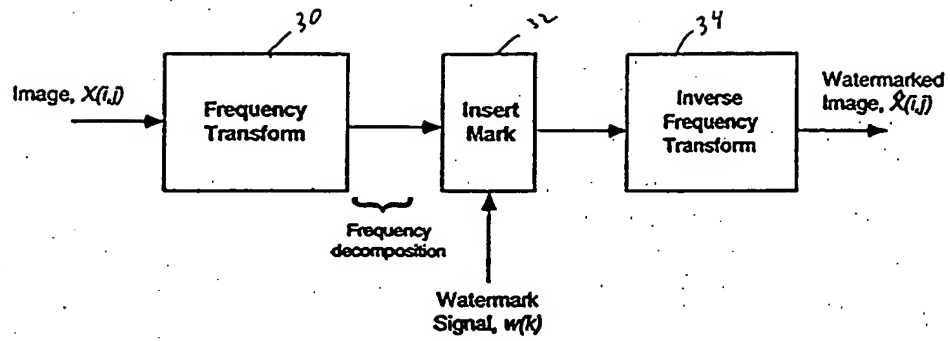 30
32
34
Image, X(i,j)
Frequency
Transform
Insert
Mark
Inverse
Frequency
Transform
Watermarked
Image, X̂(i,j)
Frequency
decomposition
Watermark
Signal, w(k)